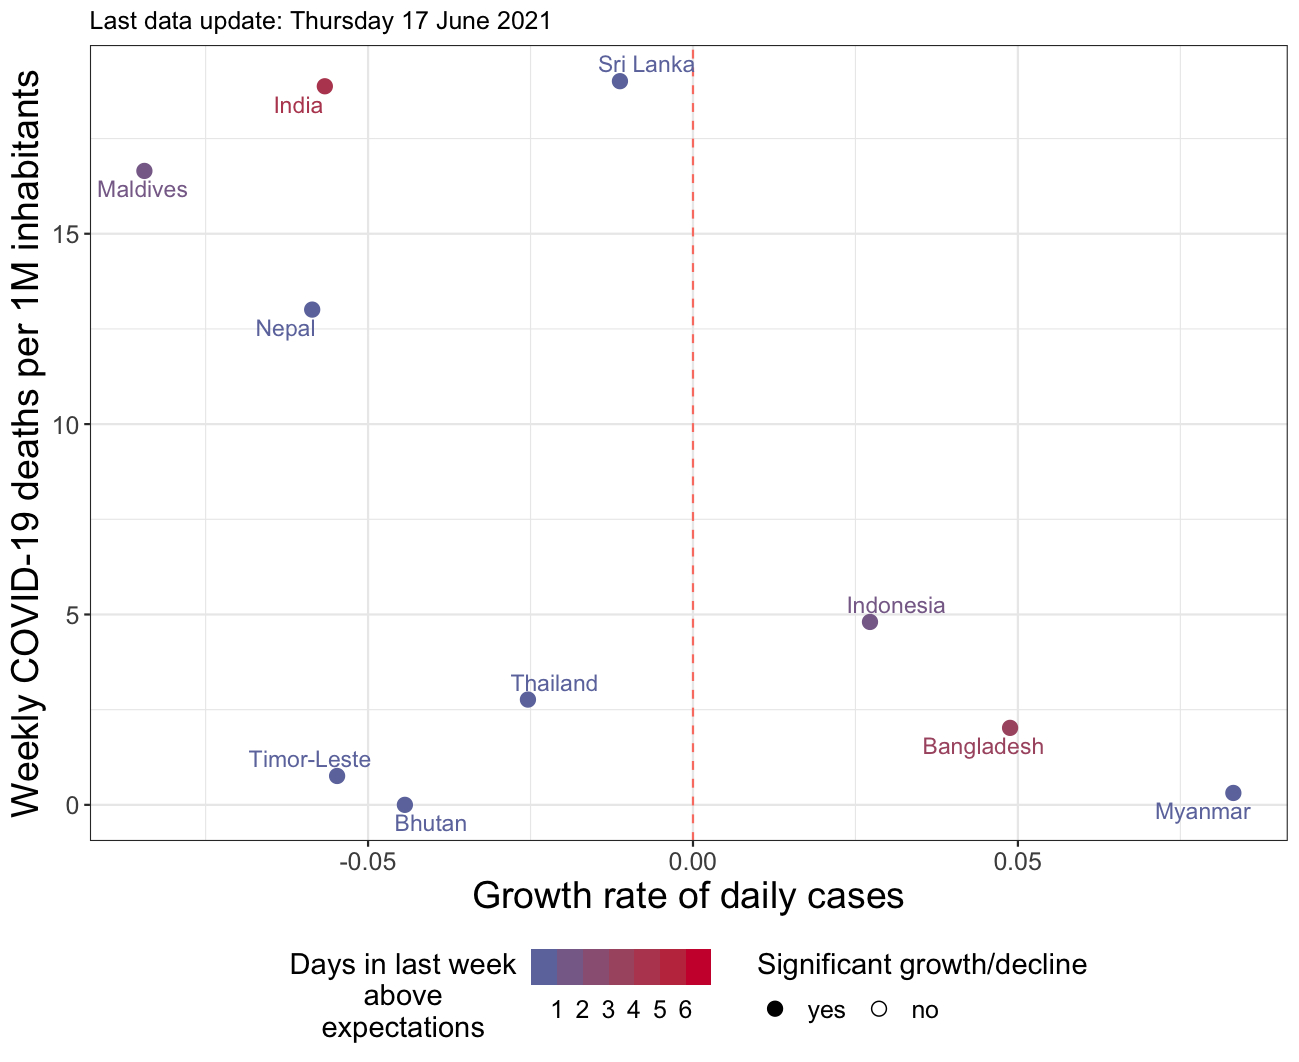 Last data update: Thursday 17 June 2021
Weekly COVID-19 deaths per 1M inhabitants
15
10
5
0
Sri Lanka
India
Maldives
Nepal
Indonesia
Thailand
Bangladesh
Timor-Leste
Myanmar
Bhutan
-0.05
0.00
0.05
Growth rate of daily cases
Days in last week
above
expectations
1 2 3 4 5 6
Significant growth/decline
yes no